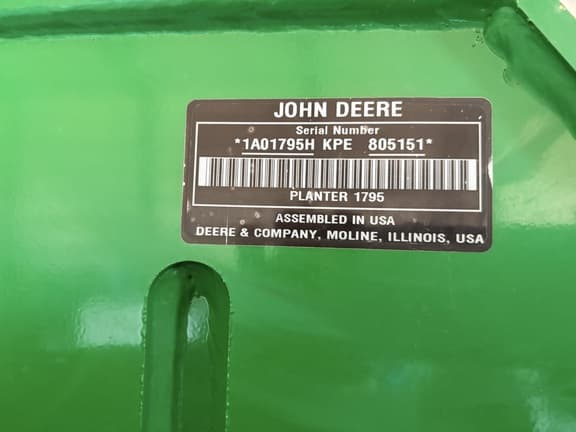 JOHN DEERE
Serial Number
*1A01795H KPE 805151*
PLANTER 1795
ASSEMBLED IN USA
DEERE & COMPANY, MOLINE, ILLINOIS, USA